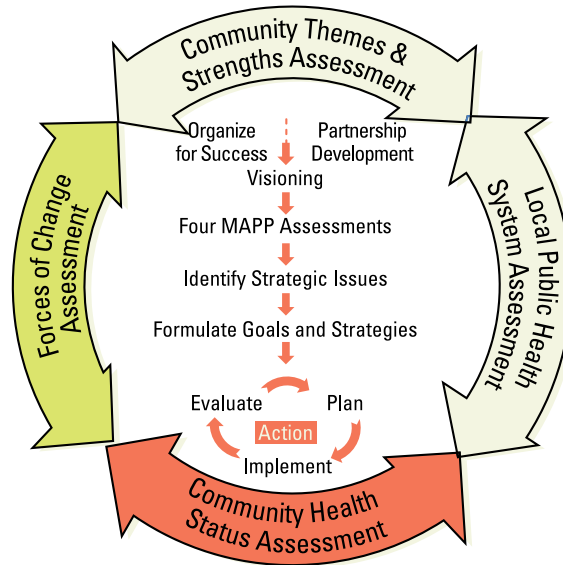 Community Themes &
Strengths Assessment
Organize
for Success
Partnership
Development
Visioning
Four MAPP Assessments
Identify Strategic Issues
Formulate Goals and Strategies
Evaluate
Plan
Action
Implement
Forces of Change
Assessment
Local Public Health
System Assessment
Community Health
Status Assessment